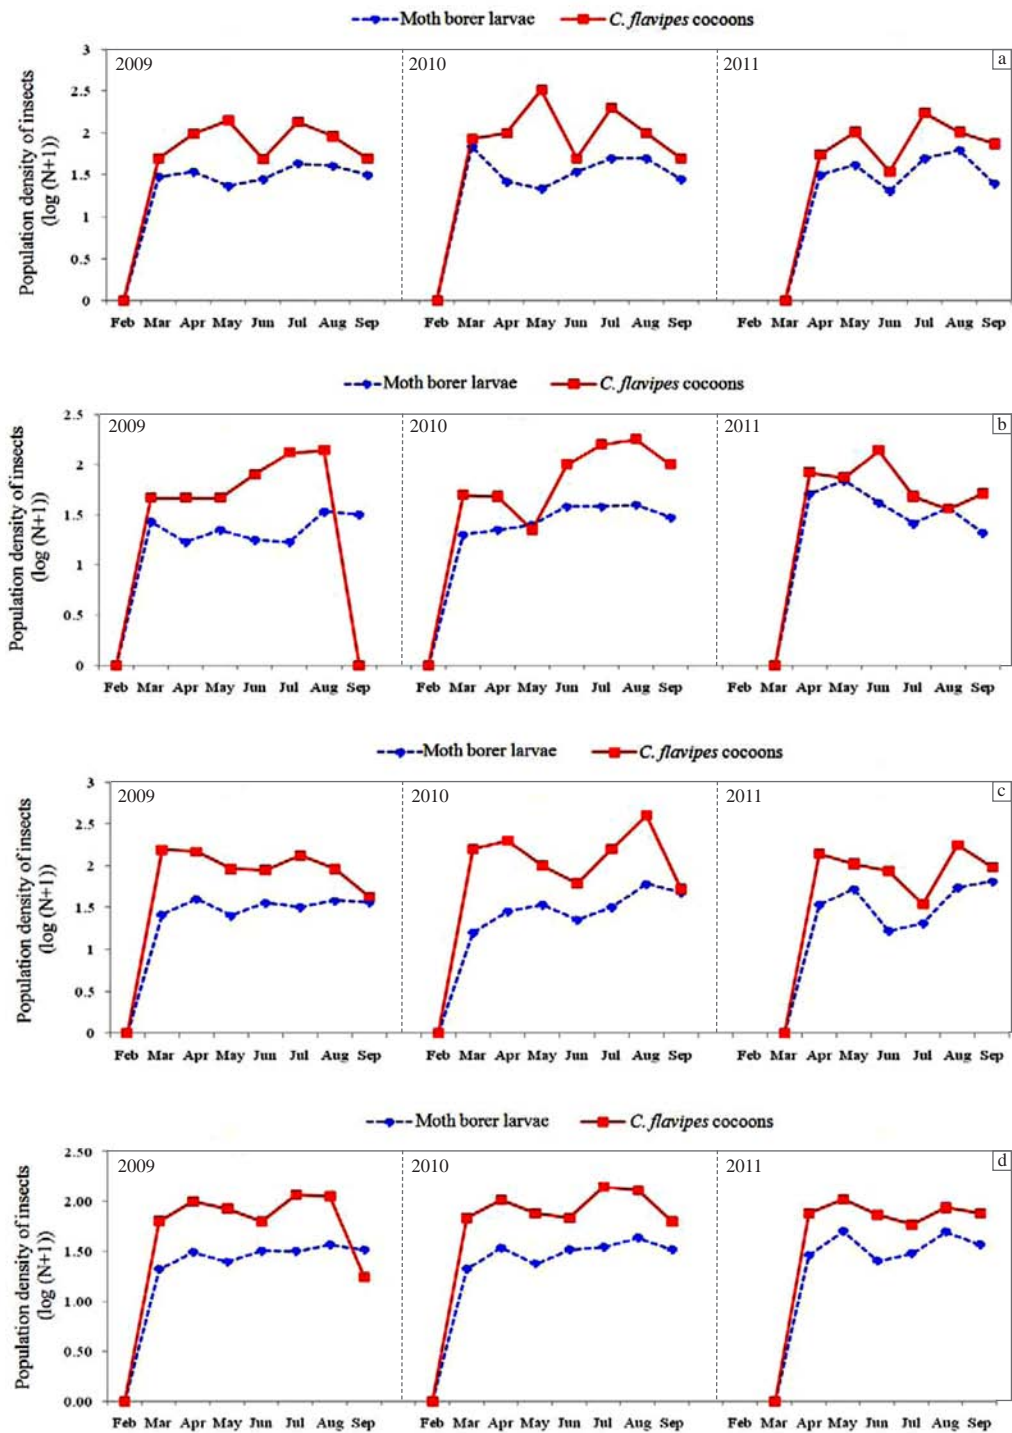 Moth borer larvae C. flavipes cocoons
2009 2010 2011 a
Population density of insects
(log (N+1))
3
2.5
2
1.5
1
0.5
0
Feb Mar Apr May Jun Jul Aug Sep Feb Mar Apr May Jun Jul Aug Sep Feb Mar Apr May Jun Jul Aug Sep
Moth borer larvae C. flavipes cocoons
2009 2010 2011 b
Population density of insects
(log (N+1))
2.5
2
1.5
1
0.5
0
Feb Mar Apr May Jun Jul Aug Sep Feb Mar Apr May Jun Jul Aug Sep Feb Mar Apr May Jun Jul Aug Sep
Moth borer larvae C. flavipes cocoons
2009 2010 2011 c
Population density of insects
(log (N+1))
3
2.5
2
1.5
1
0.5
0
Feb Mar Apr May Jun Jul Aug Sep Feb Mar Apr May Jun Jul Aug Sep Feb Mar Apr May Jun Jul Aug Sep
Moth borer larvae C. flavipes cocoons
2009 2010 2011 d
Population density of insects
(log (N+1))
2.50
2.00
1.50
1.00
0.50
0.00
Feb Mar Apr May Jun Jul Aug Sep Feb Mar Apr May Jun Jul Aug Sep Feb Mar Apr May Jun Jul Aug Sep